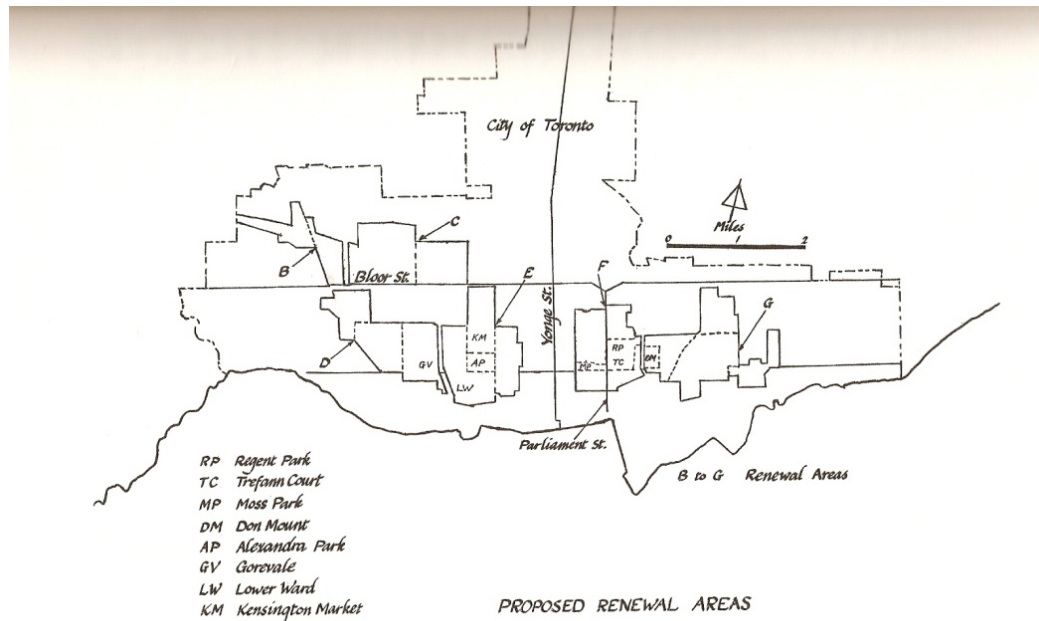 City of Toronto
Miles
0 1 2
C
B
Bloor St.
E
F
Yonge St.
G
D
KM
AP
GV
LW
RP
TC
MP
DM
Parliament St.
B to G Renewal Areas
RP Regent Park
TC Trefann Court
MP Moss Park
DM Don Mount
AP Alexandra Park
GV Gorevale
LW Lower Ward
KM Kensington Market
PROPOSED RENEWAL AREAS